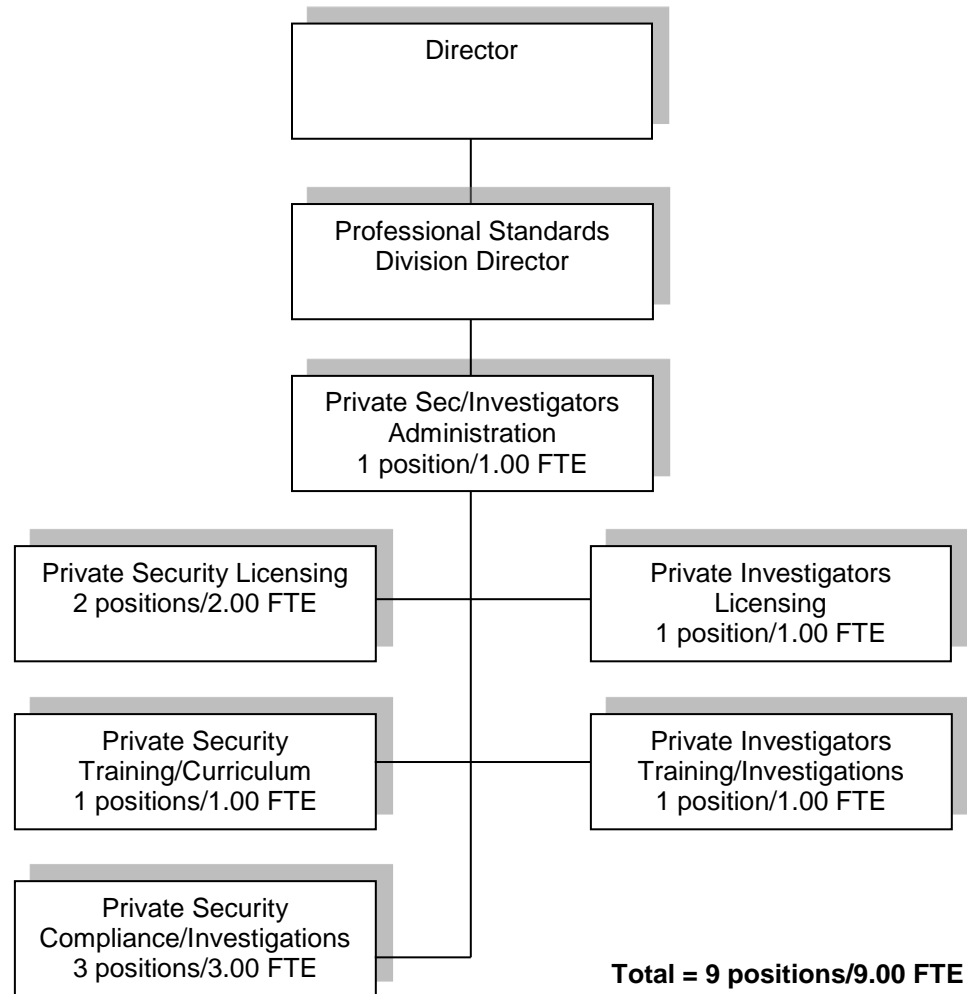 Director
Professional Standards
Division Director
Private Sec/Investigators
Administration
1 position/1.00 FTE
Private Security Licensing
2 positions/2.00 FTE
Private Investigators
Licensing
1 position/1.00 FTE
Private Security
Training/Curriculum
1 positions/1.00 FTE
Private Investigators
Training/Investigations
1 position/1.00 FTE
Private Security
Compliance/Investigations
3 positions/3.00 FTE
Total = 9 positions/9.00 FTE